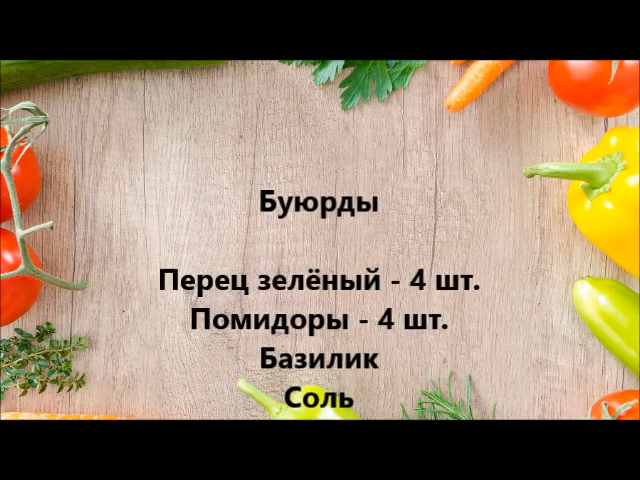 Буюрды
Перец зелёный - 4 шт.
Помидоры - 4 шт.
Базилик
Соль